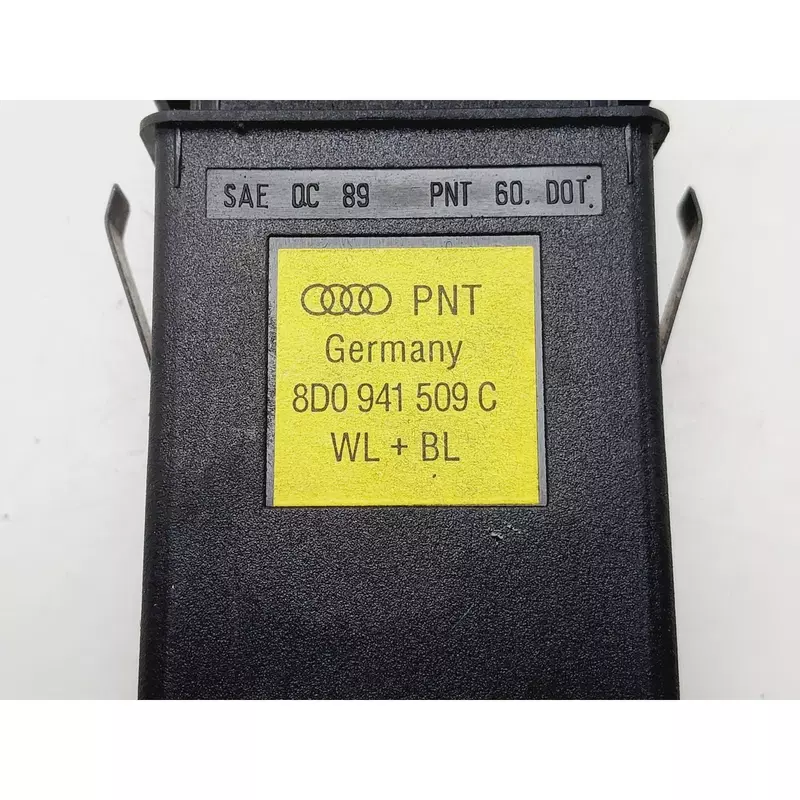 SAE QC 89 PNT 60. DOT.
PNT
Germany
8D0 941 509 C
WL + BL